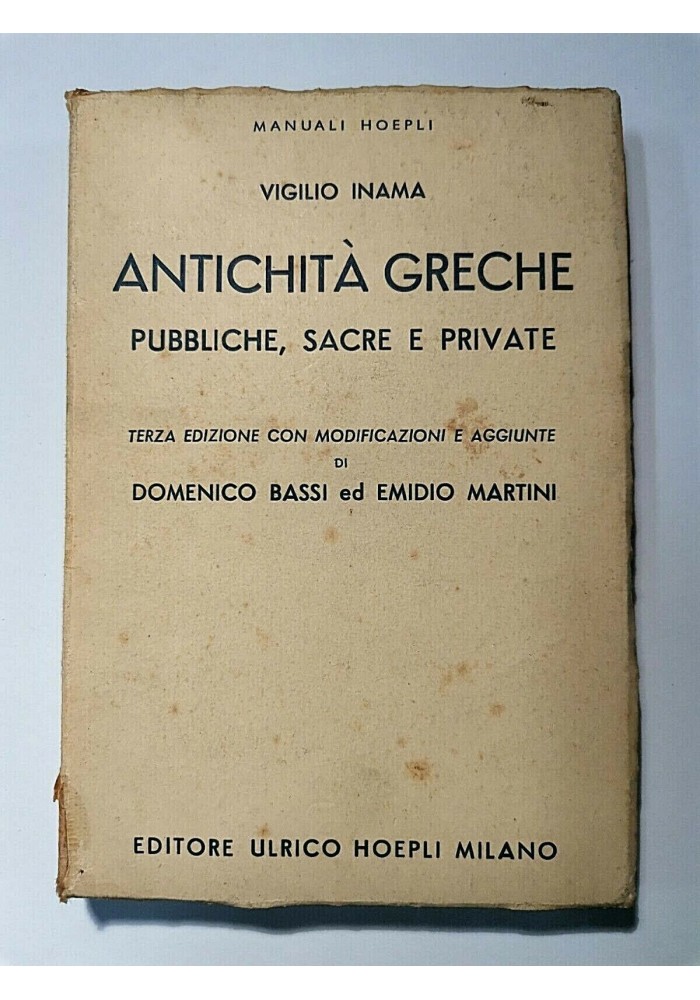 MANUALI HOEPLI
VIGILIO INAMA
ANTICHITÀ GRECHE
PUBBLICHE, SACRE E PRIVATE
TERZA EDIZIONE CON MODIFICAZIONI E AGGIUNTE
DI
DOMENICO BASSI ed EMIDIO MARTINI
EDITORE ULRICO HOEPLI MILANO